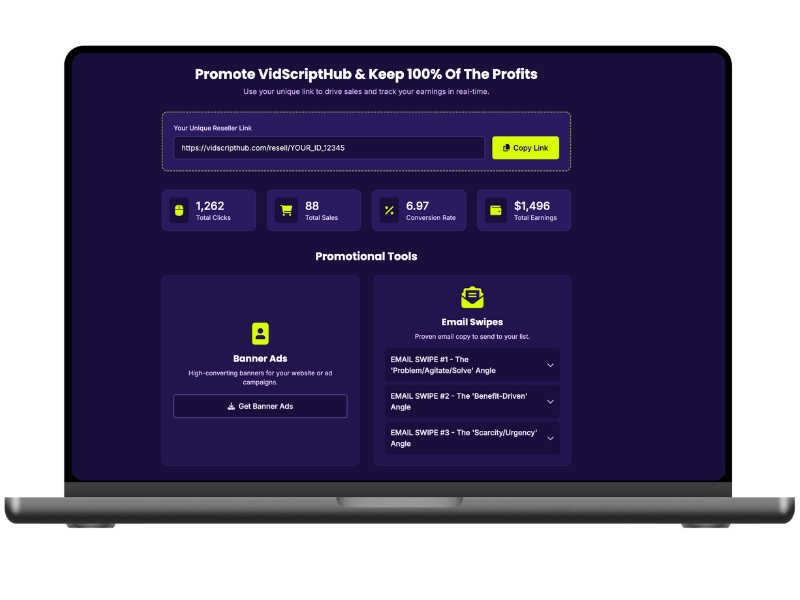 Promote VidScriptHub & Keep 100% Of The Profits
Use your unique link to drive sales and track your earnings in real-time.
Your Unique Reseller Link
https://vidscripthub.com/resell/YOUR_ID_12345
Copy Link
1,262
Total Clicks
88
Total Sales
6.97
Conversion Rate
$1,496
Total Earnings
Promotional Tools
Banner Ads
High-converting banners for your website or ad
campaigns.
Get Banner Ads
Email Swipes
Proven email copy to send to your list.
EMAIL SWIPE #1 - The
'Problem/Agitate/Solve' Angle
EMAIL SWIPE #2 - The 'Benefit-Driven'
Angle
EMAIL SWIPE #3 - The 'Scarcity/Urgency'
Angle